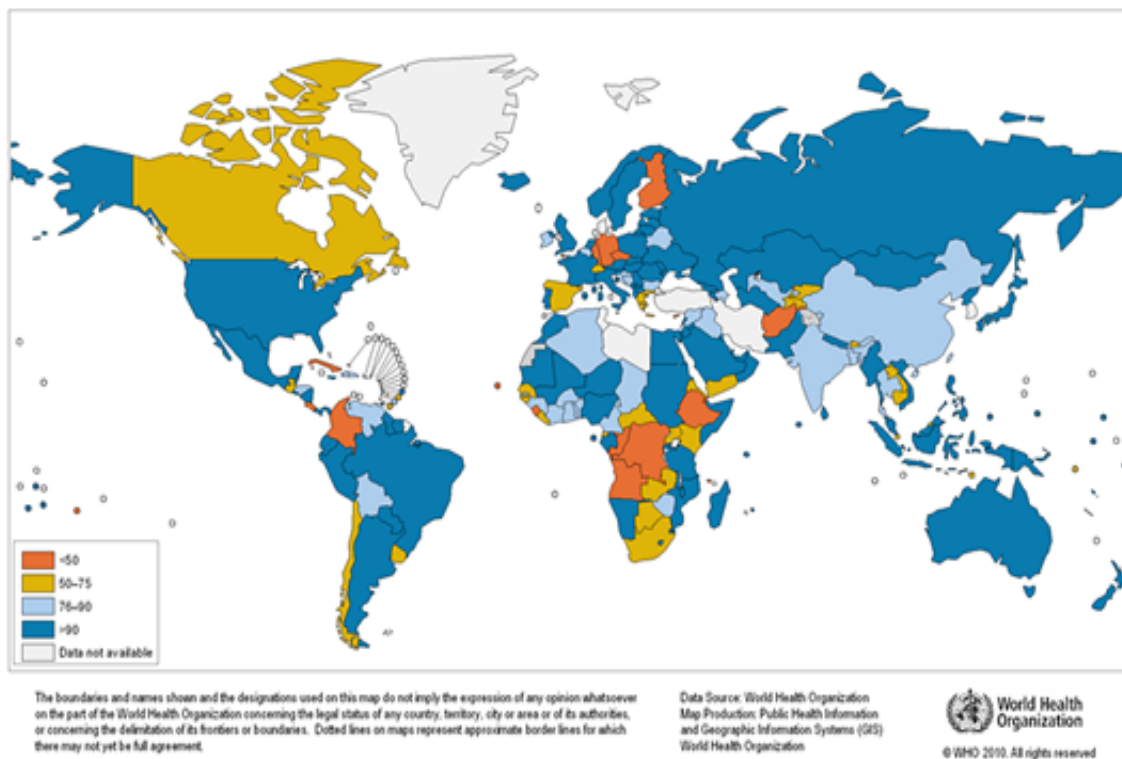 <50
50–75
76–90
>90
Data not available
The boundaries and names shown and the designations used on this map do not imply the expression of any opinion whatsoever
on the part of the World Health Organization concerning the legal status of any country, territory, city or area or of its authorities,
or concerning the delimitation of its frontiers or boundaries. Dotted lines on maps represent approximate border lines for which
there may not yet be full agreement.
Data Source: World Health Organization
Map Production: Public Health Information
and Geographic Information Systems (GIS)
World Health Organization
World Health
Organization
© WHO 2010. All rights reserved